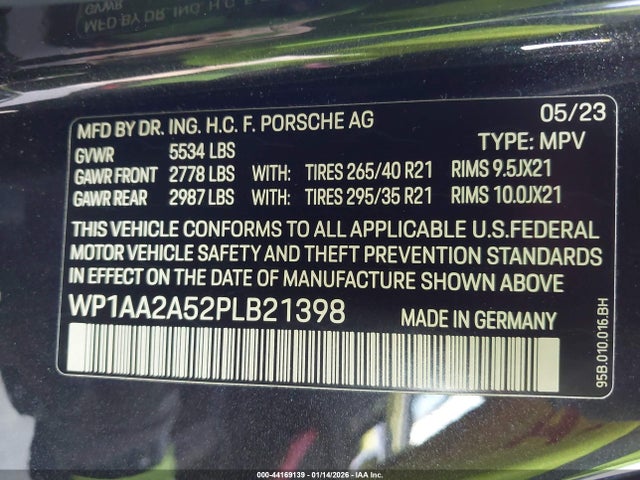 MFD BY DR. ING. H.C. F. PORSCHE AG 05/23
GVWR 5534 LBS TYPE: MPV
GAWR FRONT 2778 LBS WITH: TIRES 265/40 R21 RIMS 9.5JX21
GAWR REAR 2987 LBS WITH: TIRES 295/35 R21 RIMS 10.0JX21
THIS VEHICLE CONFORMS TO ALL APPLICABLE U.S.FEDERAL
MOTOR VEHICLE SAFETY AND THEFT PREVENTION STANDARDS
IN EFFECT ON THE DATE OF MANUFACTURE SHOWN ABOVE.
WP1AA2A52PLB21398 MADE IN GERMANY
95B.010.016.BH
000-44169139 - 01/14/2026 - IAA Inc.